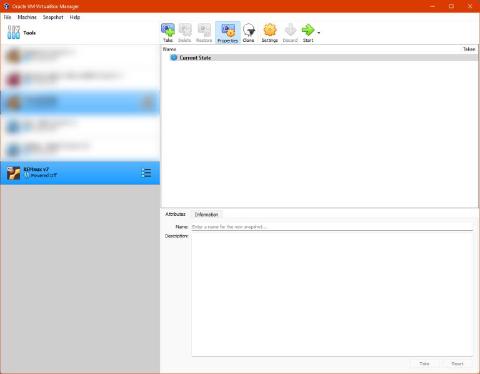 Oracle VM VirtualBox Manager
File Machine Snapshot Help
Tools
Take Delete Restore Properties Clone Settings Discard Start
Name Taken
Current State
REMnux v7
Powered Off
Attributes Information
Name: Enter a name for the new snapshot...
Description:
Take Reset